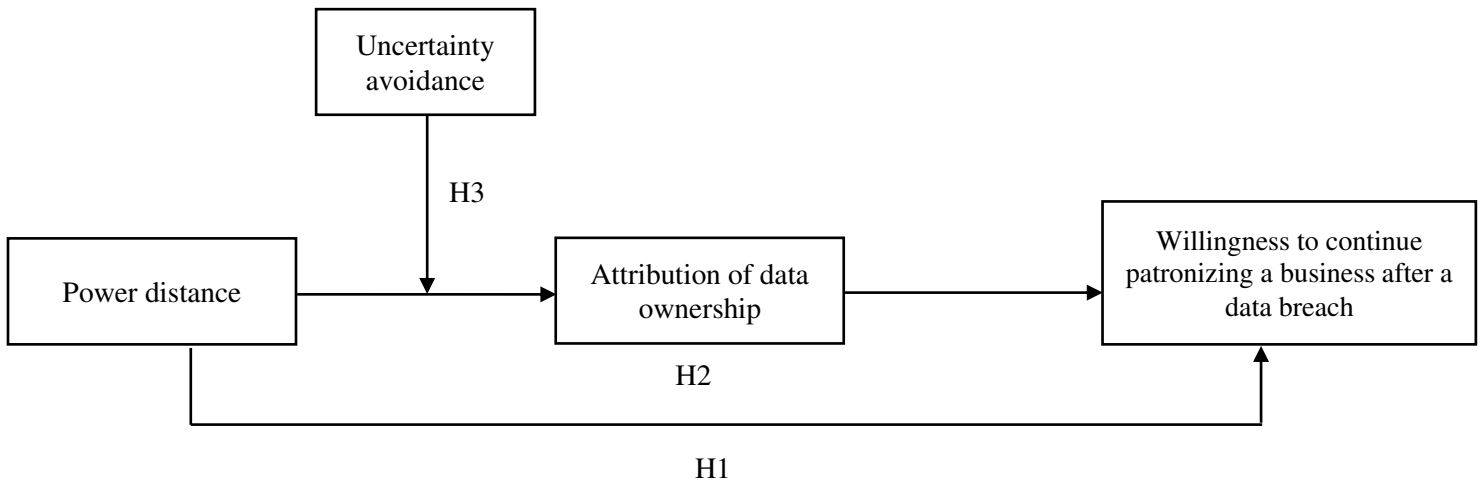 Uncertainty
avoidance
H3
Power distance
Attribution of data
ownership
Willingness to continue
patronizing a business after a
data breach
H2
H1